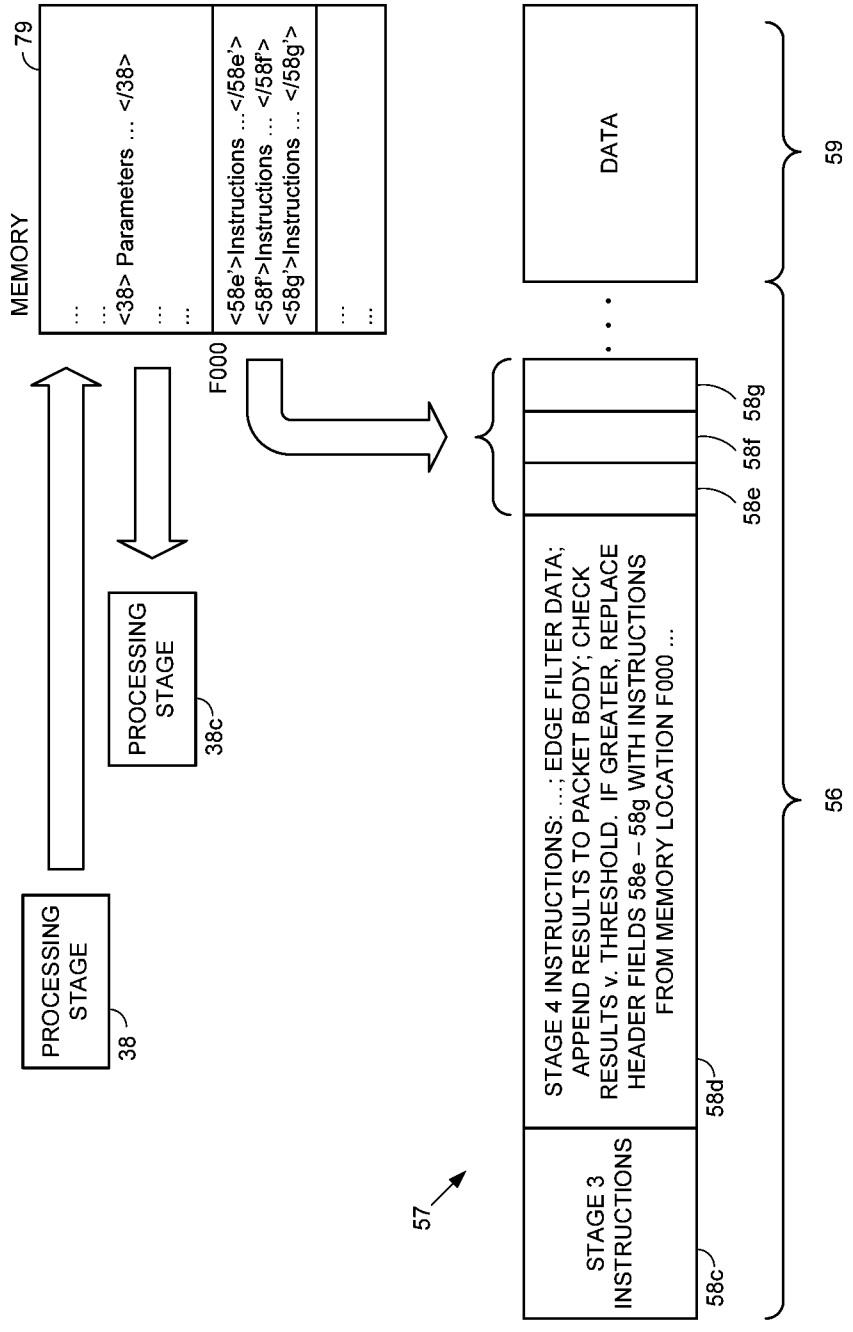 MEMORY
79
…
…
<38> Parameters … </38>
…
…
F000
<58e'>Instructions …</58e'>
<58f'>Instructions … </58f'>
<58g'>Instructions … </58g'>
…
…
PROCESSING
STAGE
38
PROCESSING
STAGE
38c
57
STAGE 3
INSTRUCTIONS
58c
STAGE 4 INSTRUCTIONS: …; EDGE FILTER DATA;
APPEND RESULTS TO PACKET BODY; CHECK
RESULTS v. THRESHOLD. IF GREATER, REPLACE
HEADER FIELDS 58e – 58g WITH INSTRUCTIONS
FROM MEMORY LOCATION F000 …
58d
58e
58f
58g
. . .
DATA
56
59